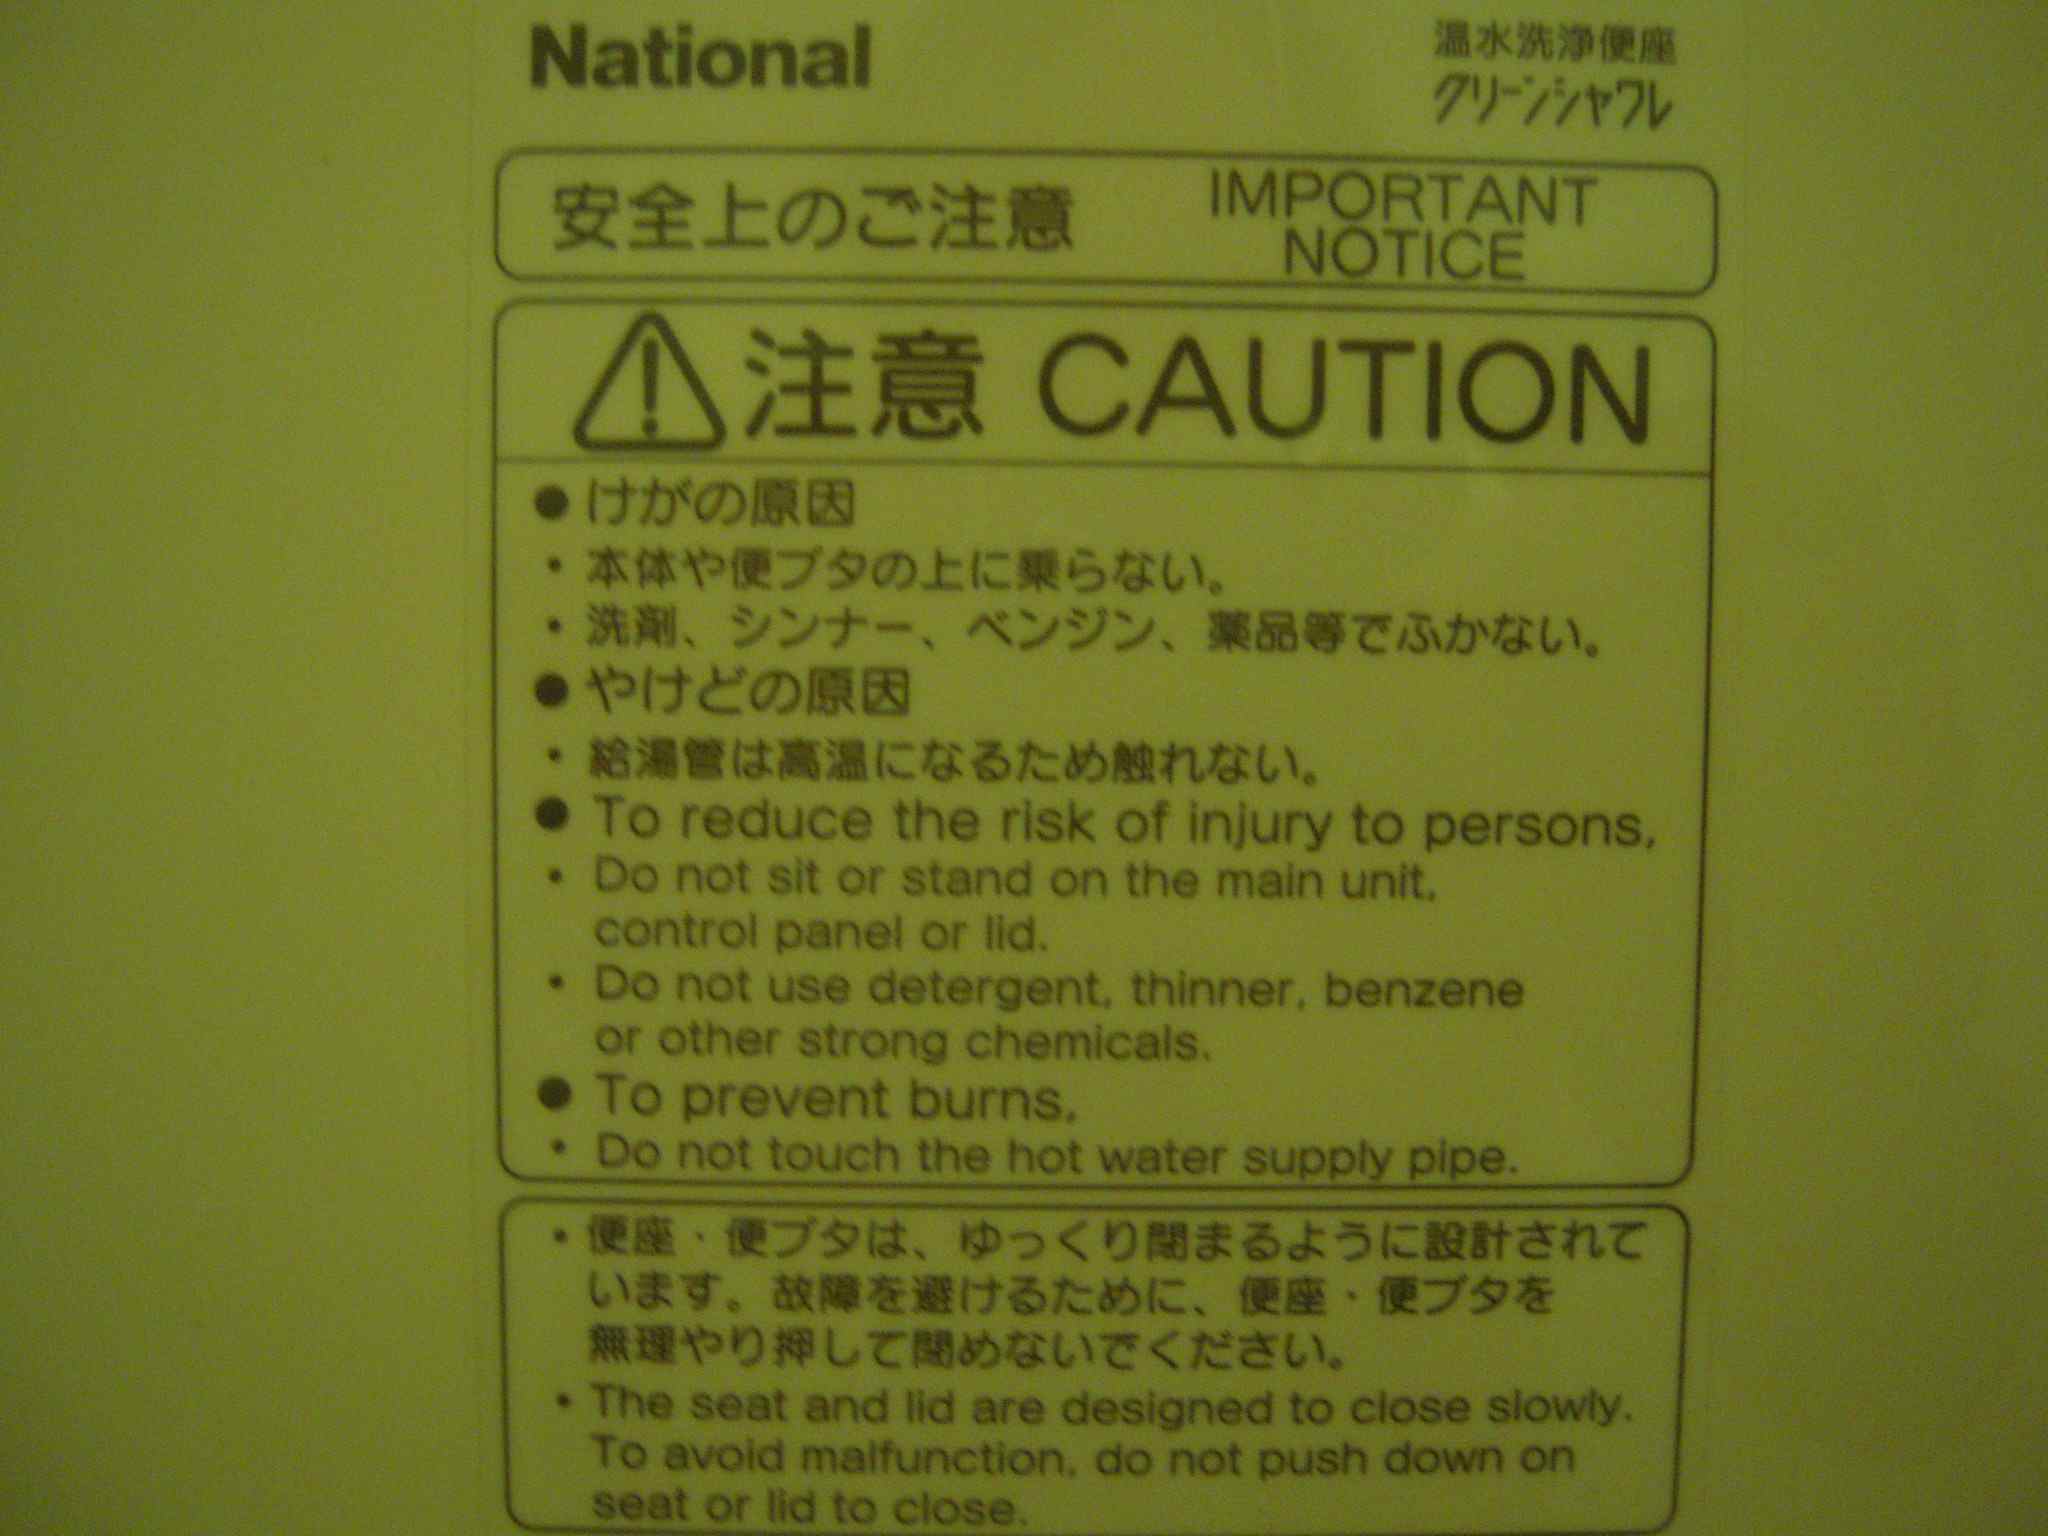 National
温水洗浄便座
グリーンシャワレ
安全上のご注意
IMPORTANT
NOTICE
注意 CAUTION
● けがの原因
・本体や便ブタの上に乗らない。
・洗剤、シンナー、ベンジン、薬品等でふかない。
● やけどの原因
・給湯管は高温になるため触れない。
● To reduce the risk of injury to persons,
・Do not sit or stand on the main unit,
control panel or lid.
・Do not use detergent, thinner, benzene
or other strong chemicals.
● To prevent burns,
・Do not touch the hot water supply pipe.
・便座・便ブタは、ゆっくり閉まるように設計されて
います。故障を避けるために、便座・便ブタを
無理やり押して閉めないでください。
・The seat and lid are designed to close slowly.
To avoid malfunction, do not push down on
seat or lid to close.